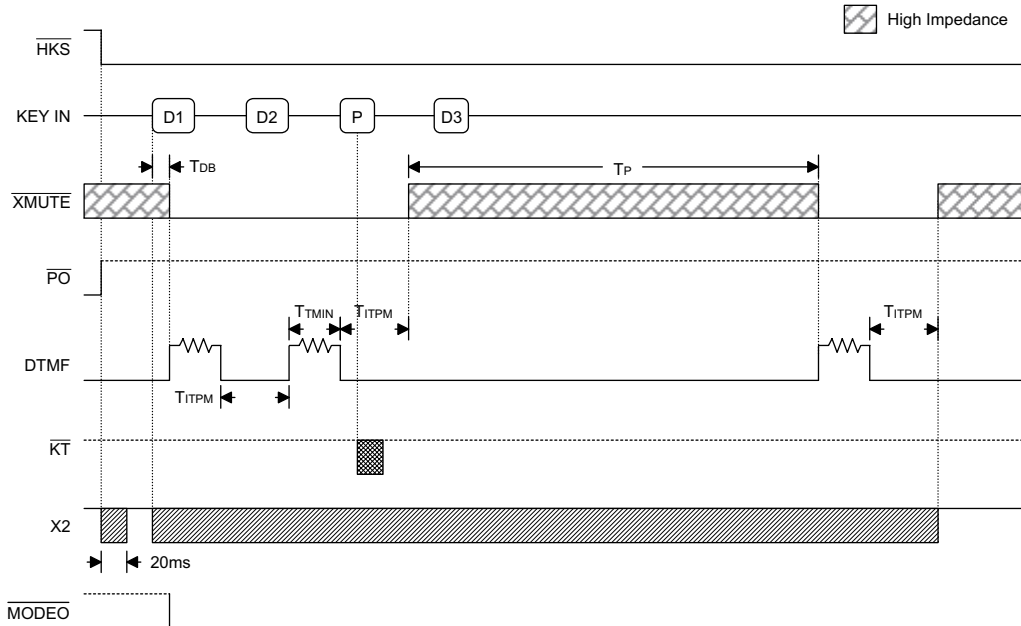 High Impedance
HKS
KEY IN D1 D2 P D3
TDB
TP
XMUTE
PO
TTMIN TITPM TITPM
DTMF
TITPM
KT
X2
20ms
MODEO